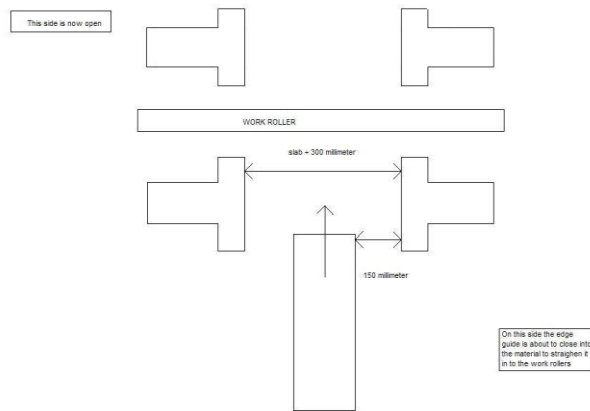 This side is now open
WORK ROLLER
slab + 300 millimeter
150 millimeter
On this side the edge
guide is about to close into
the material to straighen it
in to the work rollers